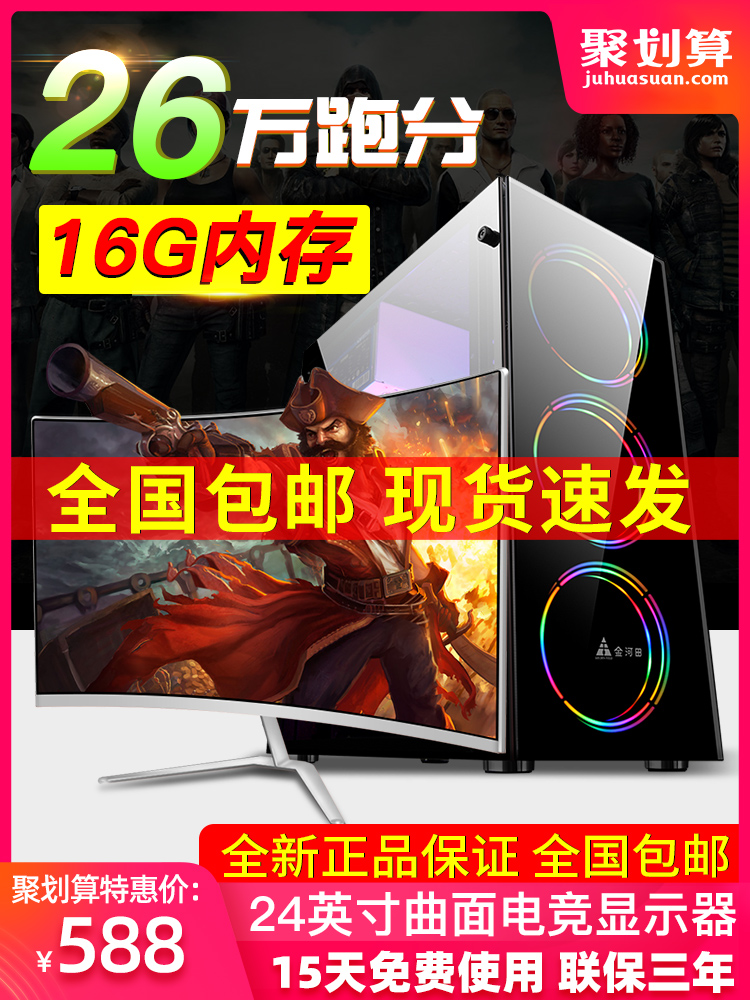 聚划算
juhuasuan.com
26万跑分
16G内存
全国包邮 现货速发
金河田
全新正品保证 全国包邮
聚划算特惠价:
¥588
24英寸曲面电竞显示器
15天免费使用 联保三年